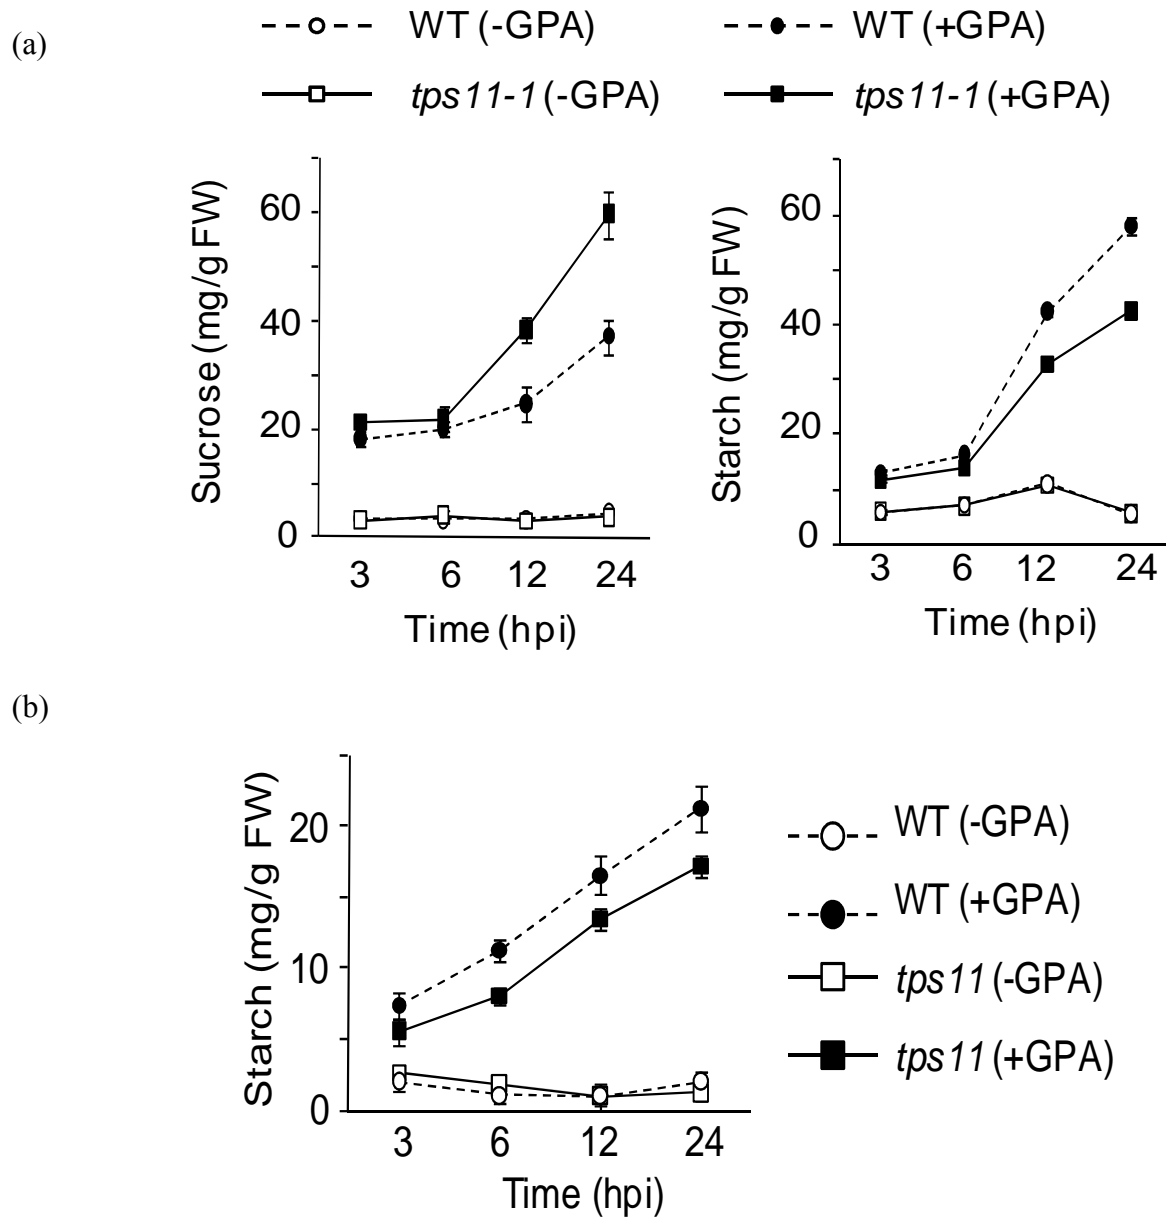 (a)
WT (-GPA)
WT (+GPA)
tps11-1 (-GPA)
tps11-1 (+GPA)
Sucrose (mg/g FW)
60
40
20
0
3 6 12 24
Time (hpi)
Starch (mg/g FW)
60
40
20
0
3 6 12 24
Time (hpi)
(b)
Starch (mg/g FW)
20
10
0
3 6 12 24
Time (hpi)
WT (-GPA)
WT (+GPA)
tps11 (-GPA)
tps11 (+GPA)